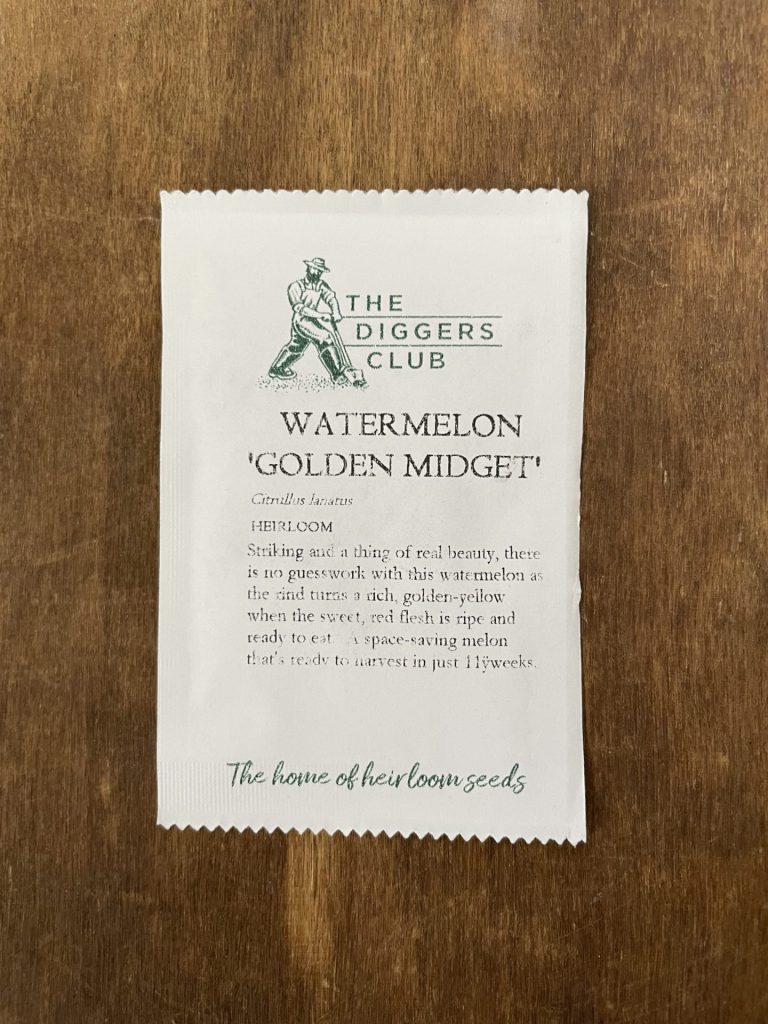 THE
DIGGERS
CLUB
WATERMELON
'GOLDEN MIDGET'
Citrullus lanatus
HEIRLOOM
Striking and a thing of real beauty, there
is no guesswork with this watermelon as
the rind turns a rich, golden-yellow
when the sweet, red flesh is ripe and
ready to eat. A space-saving melon
that's ready to harvest in just 11ÿweeks.
The home of heirloom seeds